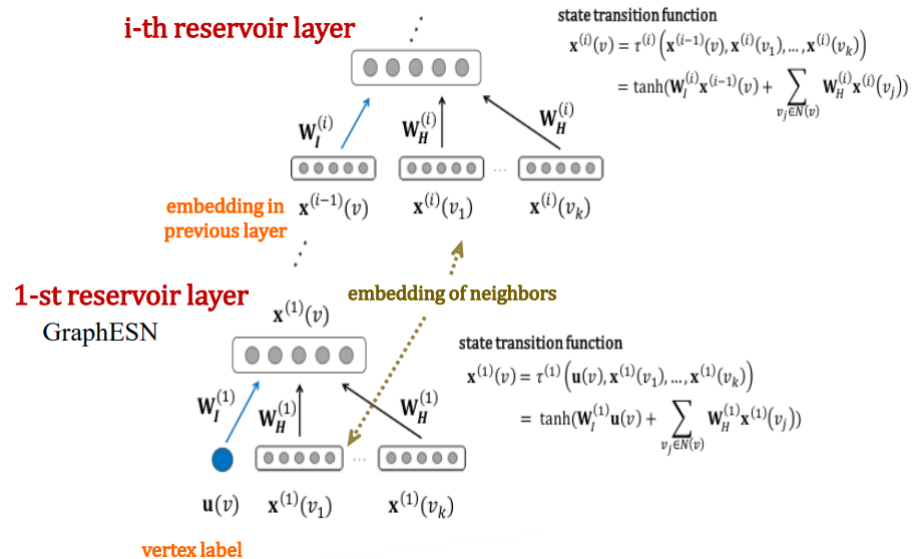 i-th reservoir layer
state transition function
𝐱^{(i)}(v) = τ^{(i)}(𝐱^{(i−1)}(v), 𝐱^{(i)}(v_1), …, 𝐱^{(i)}(v_k))
= tanh(𝐖_I^{(i)} 𝐱^{(i−1)}(v) + ∑_{v_j∈N(v)} 𝐖_H^{(i)} 𝐱^{(i)}(v_j))
𝐖_I^{(i)} 𝐖_H^{(i)} 𝐖_H^{(i)}
...
embedding in 𝐱^{(i−1)}(v) 𝐱^{(i)}(v_1) 𝐱^{(i)}(v_k)
previous layer
1-st reservoir layer
embedding of neighbors
GraphESN
𝐱^{(1)}(v)
state transition function
𝐱^{(1)}(v) = τ^{(1)}(𝐮(v), 𝐱^{(1)}(v_1), …, 𝐱^{(1)}(v_k))
= tanh(𝐖_I^{(1)} 𝐮(v) + ∑_{v_j∈N(v)} 𝐖_H^{(1)} 𝐱^{(1)}(v_j))
𝐖_I^{(1)} 𝐖_H^{(1)} 𝐖_H^{(1)}
...
𝐮(v) 𝐱^{(1)}(v_1) 𝐱^{(1)}(v_k)
vertex label